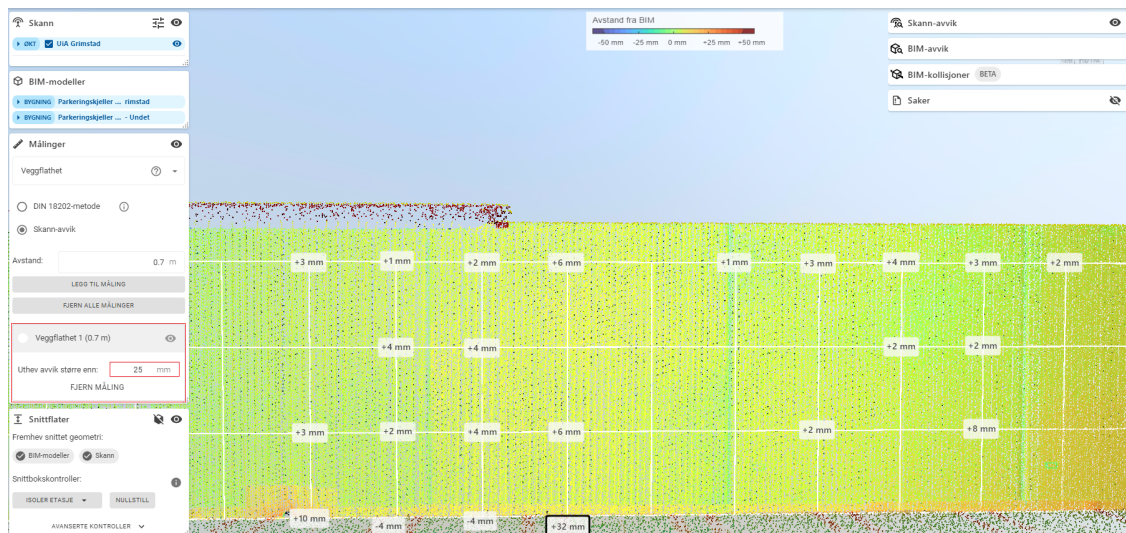 Skann
ØKT UiA Grimstad
BIM-modeller
BYGNING Parkeringskjeller ... rimstad
BYGNING Parkeringskjeller ... - Undet
Målinger
Veggflathet
DIN 18202-metode
Skann-avvik
Avstand: 0.7 m
LEGG TIL MÅLING
FJERN ALLE MÅLINGER
Veggflathet 1 (0.7 m)
Uthev avvik større enn: 25 mm
FJERN MÅLING
Snittflater
Fremhev snittet geometri:
BIM-modeller Skann
Snittbokskontroller:
ISOLER ETASJE NULLSTILL
AVANSERTE KONTROLLER
Avstand fra BIM
-50 mm -25 mm 0 mm +25 mm +50 mm
Skann-avvik
BIM-avvik
BIM-kollisjoner BETA
Saker
+3 mm +1 mm +2 mm +6 mm +1 mm +3 mm +4 mm +3 mm +2 mm
+4 mm +4 mm +2 mm +2 mm
+3 mm +2 mm +4 mm +6 mm +2 mm +8 mm
+10 mm -4 mm -4 mm +32 mm